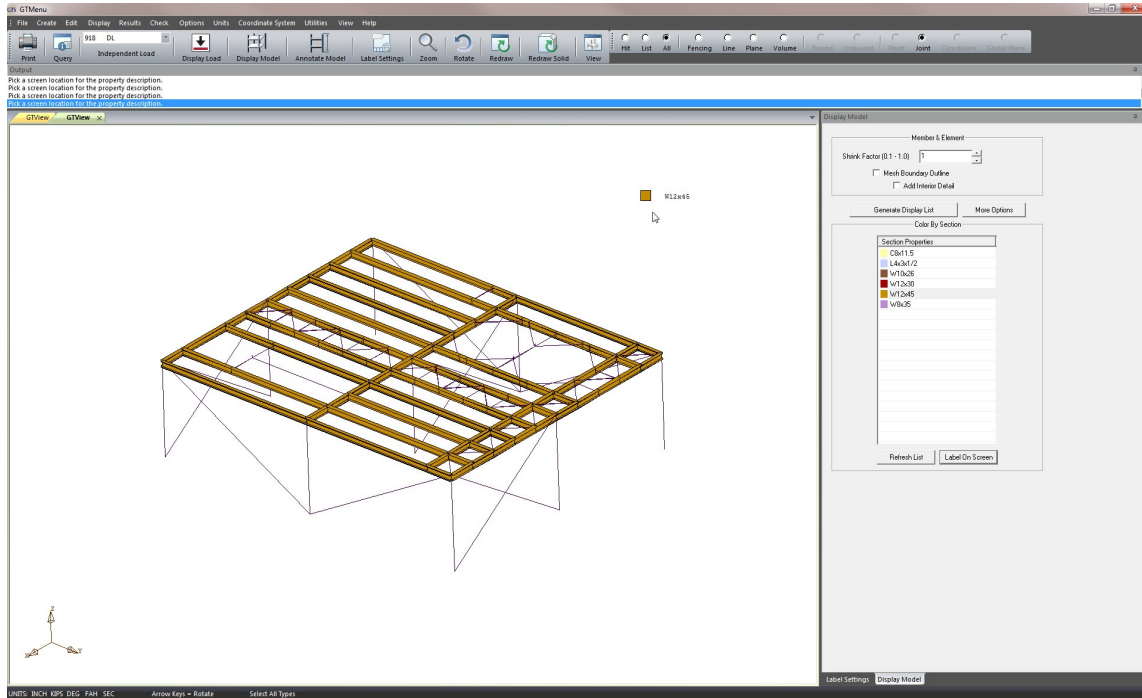 GTS GTMenu
File Create Edit Display Results Check Options Units Coordinate System Utilities View Help
918 DL
Independent Load
Print Query Display Load Display Model Annotate Model Label Settings Zoom Rotate Redraw Redraw Solid View
Hit List All Fencing Line Plane Volume Bound Unbound Point Joint Coordinate Global Plane
Output
Pick a screen location for the property description.
Pick a screen location for the property description.
Pick a screen location for the property description.
Pick a screen location for the property description.
GTView GTView x
W12x45
Z
X Y
Display Model
Member & Element
Shrink Factor (0.1 - 1.0) 1
Mesh Boundary Outline
Add Interior Detail
Generate Display List More Options
Color By Section
Section Properties
C8x11.5
L4x3x1/2
W10x26
W12x30
W12x45
W8x35
Refresh List Label On Screen
Label Settings Display Model
UNITS: INCH KIPS DEG FAH SEC Arrow Keys = Rotate Select All Types